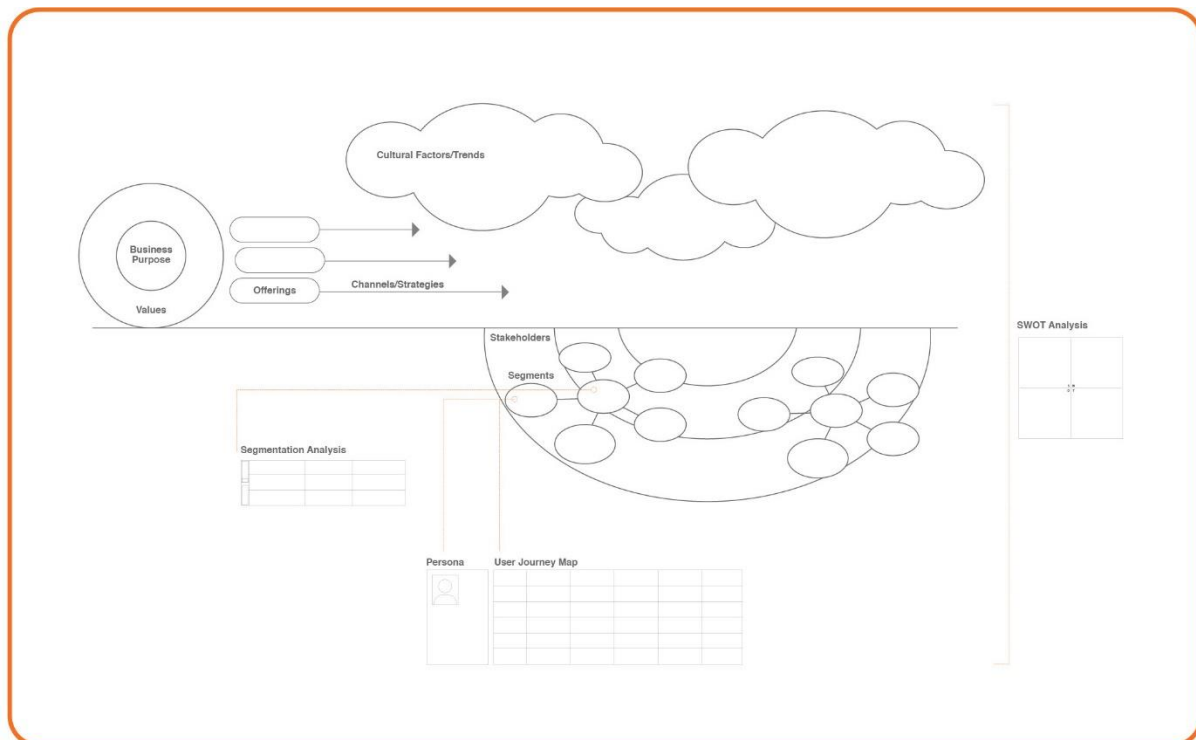 Cultural Factors/Trends
Business
Purpose
Values
Offerings
Channels/Strategies
Stakeholders
Segments
SWOT Analysis
Segmentation Analysis
Persona
User Journey Map